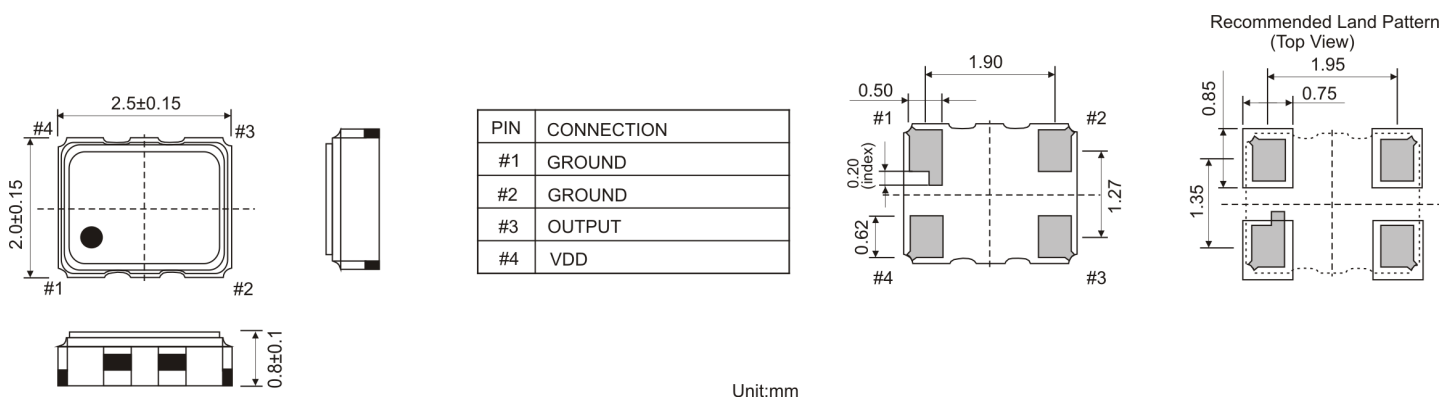 2.5±0.15
#4
#3
2.0±0.15
#1
#2
0.8±0.1
PIN CONNECTION
#1 GROUND
#2 GROUND
#3 OUTPUT
#4 VDD
1.90
0.50
#1
#2
0.20
(index)
1.27
0.62
#4
#3
Recommended Land Pattern
(Top View)
1.95
0.85
0.75
1.35
Unit:mm